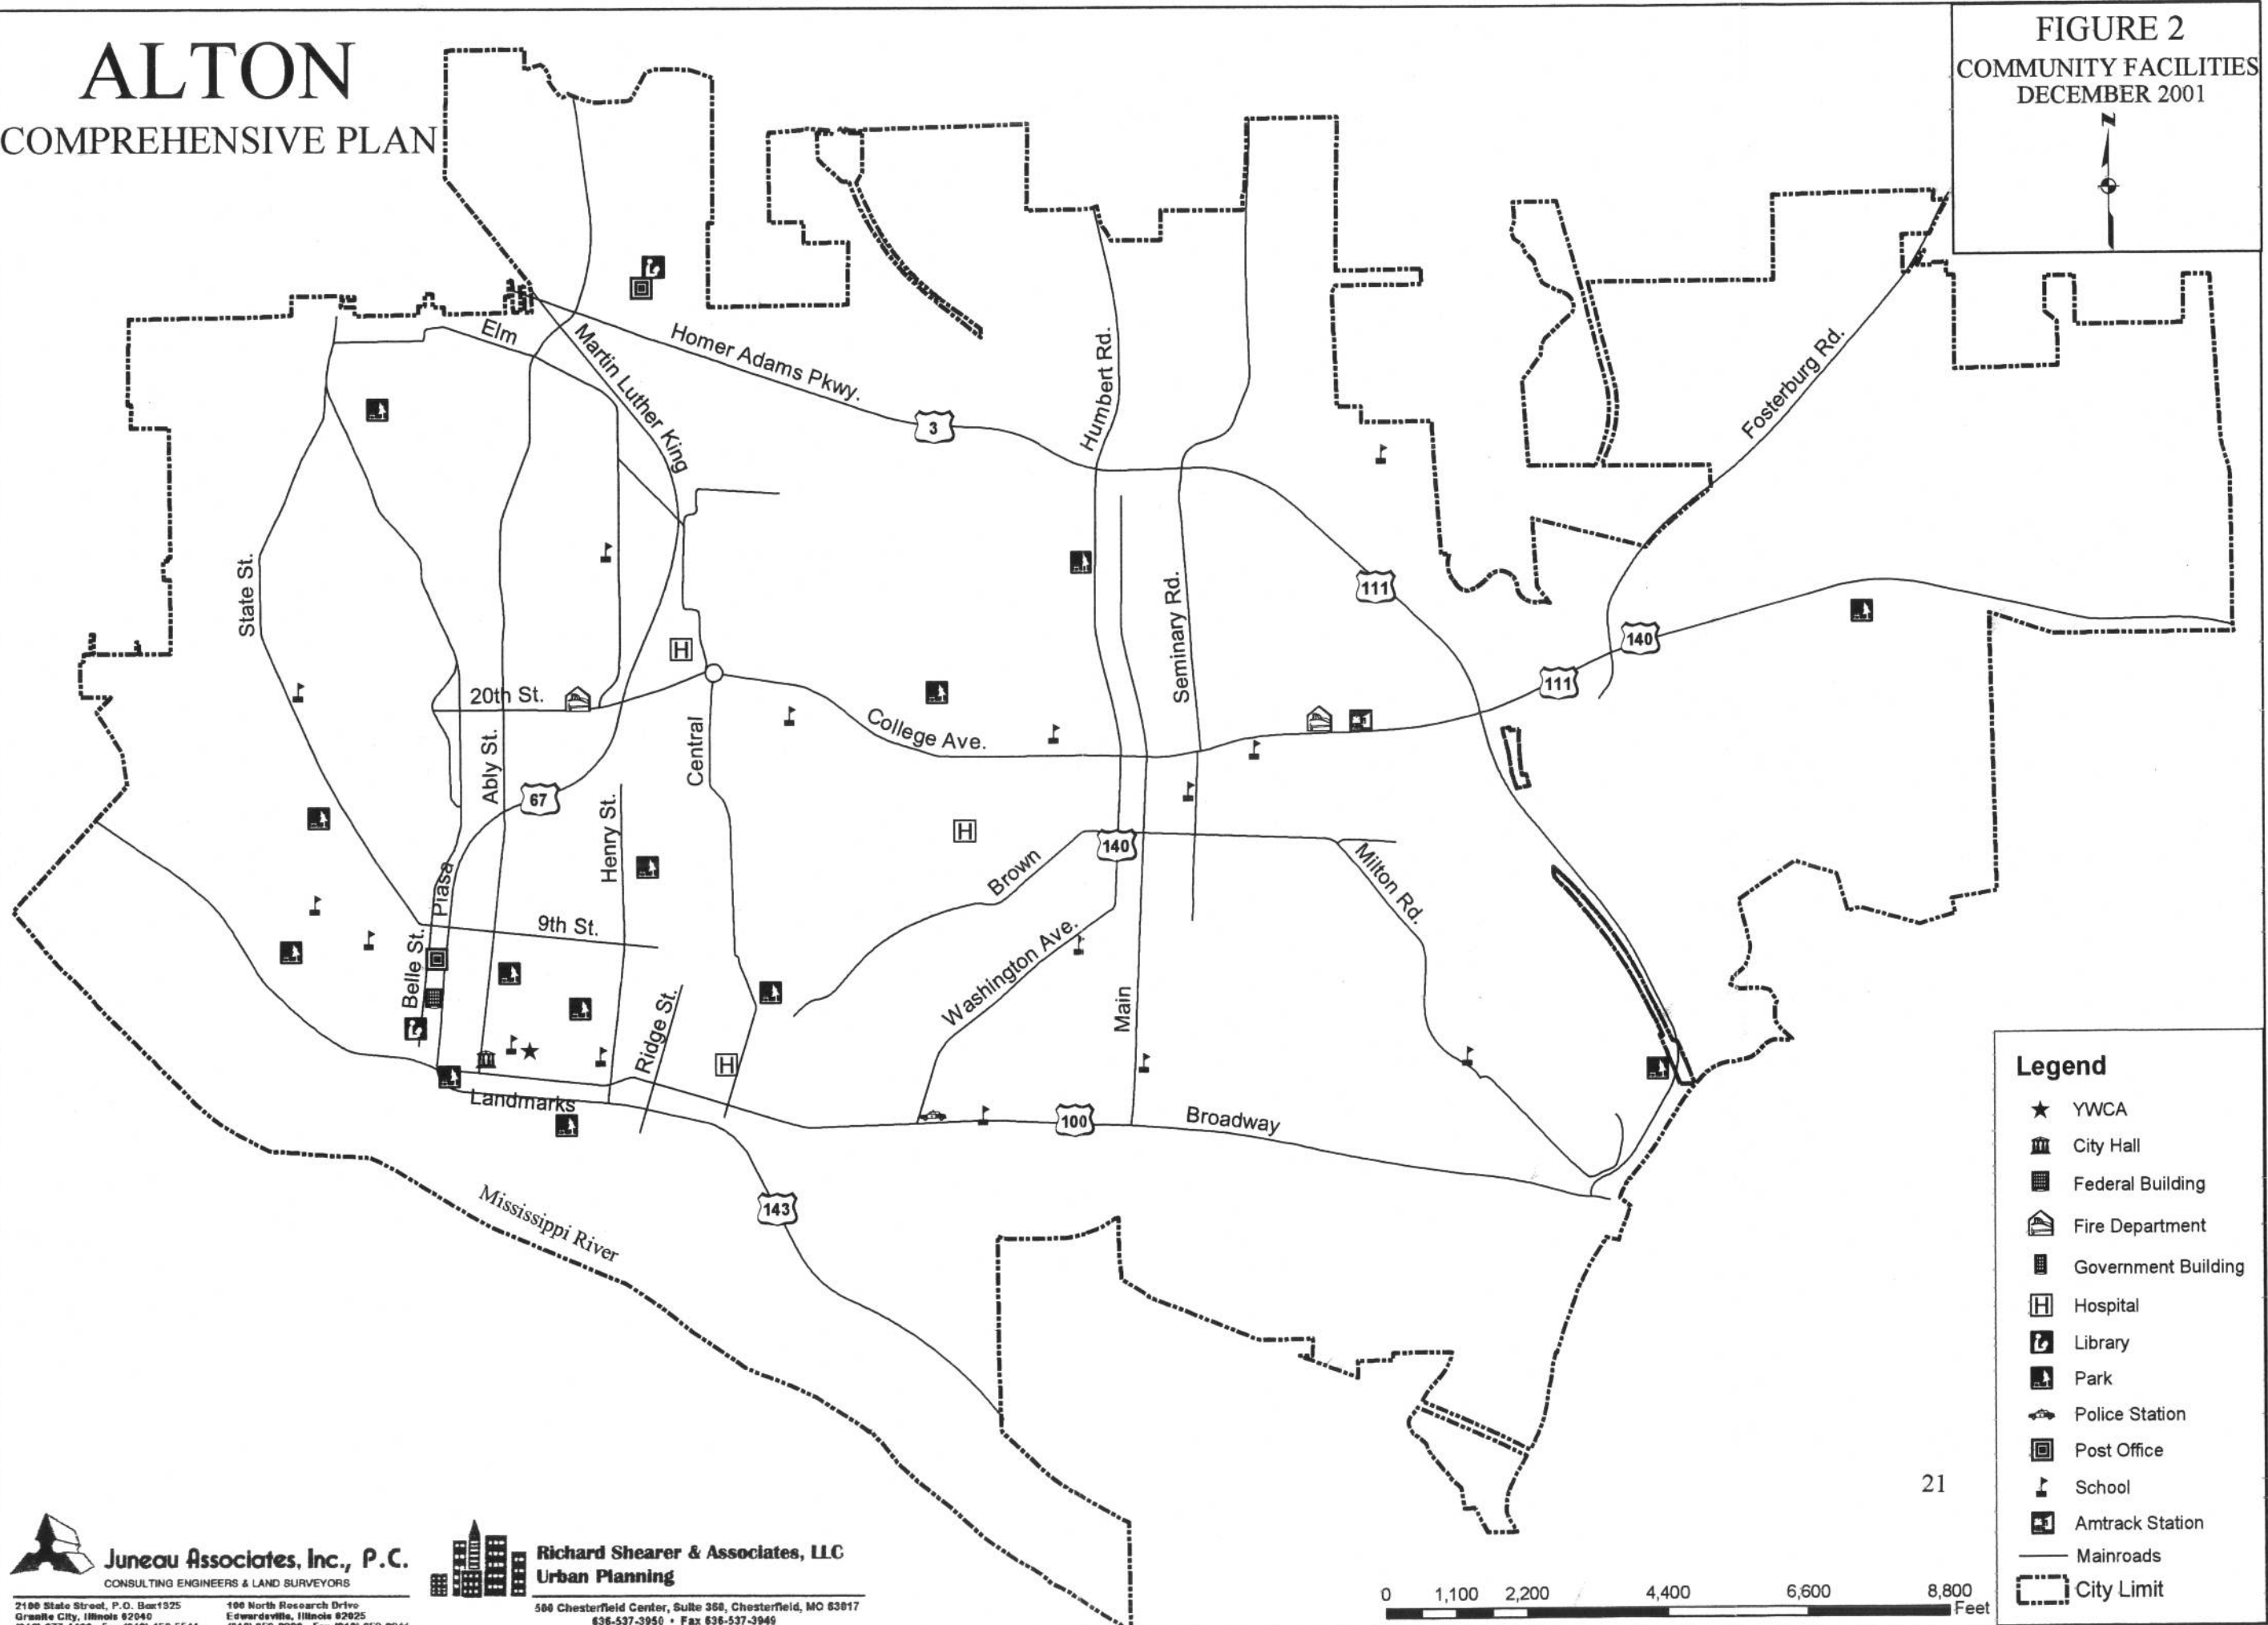 ALTON
COMPREHENSIVE PLAN
FIGURE 2
COMMUNITY FACILITIES
DECEMBER 2001
N
Elm
Martin Luther King
Homer Adams Pkwy.
3
Humbert Rd.
Fosterburg Rd.
State St.
111
Seminary Rd.
140
111
20th St.
H
College Ave.
Central
Ably St.
67
Henry St.
H
140
Brown
Milton Rd.
Piasa
9th St.
Belle St.
Washington Ave.
Ridge St.
Main
H
Landmarks
100
Broadway
143
Mississippi River
Legend
YWCA
City Hall
Federal Building
Fire Department
Government Building
H Hospital
Library
Park
Police Station
Post Office
School
Amtrack Station
Mainroads
City Limit
21
0 1,100 2,200 4,400 6,600 8,800
Feet
Juneau Associates, Inc., P.C.
CONSULTING ENGINEERS & LAND SURVEYORS
2100 State Street, P.O. Box 1325
Granite City, Illinois 62040
100 North Research Drive
Edwardsville, Illinois 62025
Richard Shearer & Associates, LLC
Urban Planning
500 Chesterfield Center, Suite 350, Chesterfield, MO 63017
636-537-3950 • Fax 636-537-3949